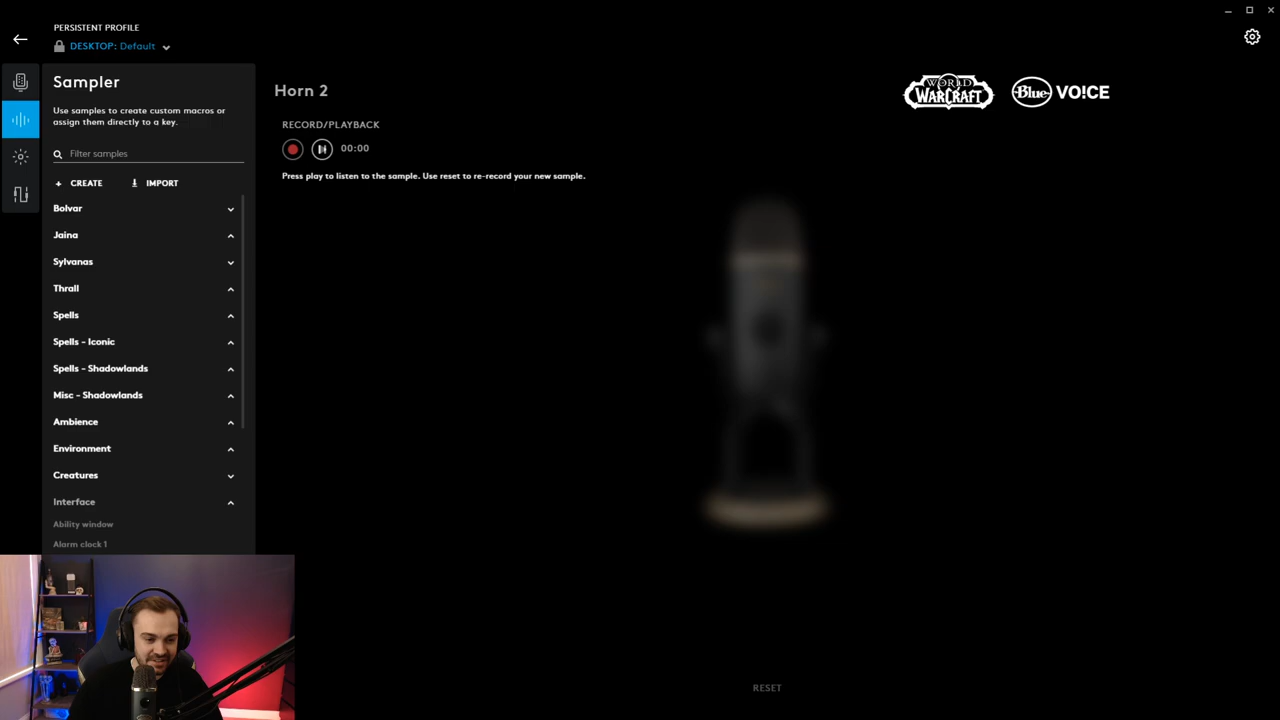 PERSISTENT PROFILE
DESKTOP: Default
Sampler
Use samples to create custom macros or
assign them directly to a key.
Filter samples
+ CREATE IMPORT
Bolvar
Jaina
Sylvanas
Thrall
Spells
Spells - Iconic
Spells - Shadowlands
Misc - Shadowlands
Ambience
Environment
Creatures
Interface
Ability window
Alarm clock 1
Horn 2
RECORD/PLAYBACK
00:00
Press play to listen to the sample. Use reset to re-record your new sample.
WORLD
WARCRAFT
Blue VO!CE
RESET